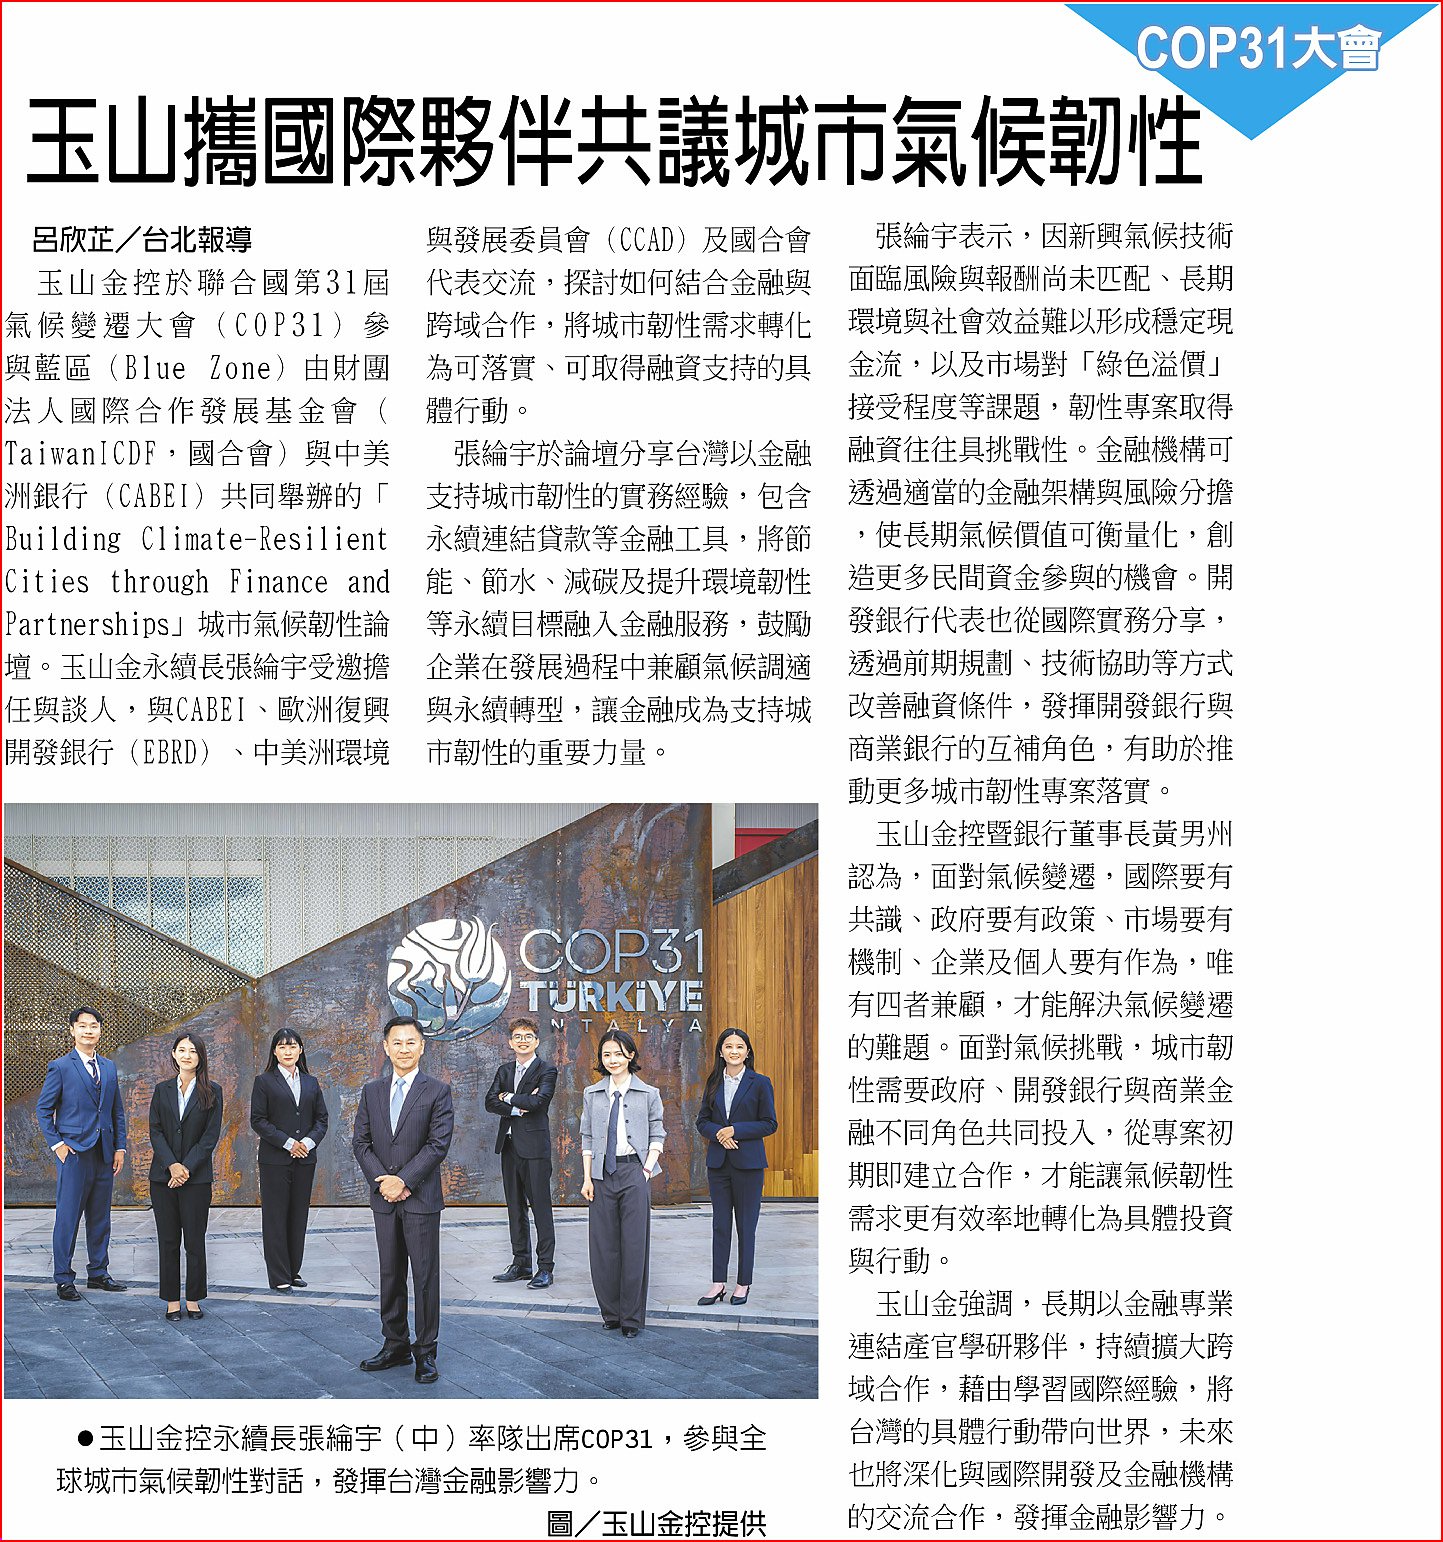 COP31大會
玉山攜國際夥伴共議城市氣候韌性
呂欣芷／台北報導
玉山金控於聯合國第31屆
氣候變遷大會（COP31）參
與藍區（Blue Zone）由財團
法人國際合作發展基金會（
TaiwanICDF，國合會）與中美
洲銀行（CABEI）共同舉辦的「
Building Climate-Resilient
Cities through Finance and
Partnerships」城市氣候韌性論
壇。玉山金永續長張綸宇受邀擔
任與談人，與CABEI、歐洲復興
開發銀行（EBRD）、中美洲環境
與發展委員會（CCAD）及國合會
代表交流，探討如何結合金融與
跨域合作，將城市韌性需求轉化
為可落實、可取得融資支持的具
體行動。
張綸宇於論壇分享台灣以金融
支持城市韌性的實務經驗，包含
永續連結貸款等金融工具，將節
能、節水、減碳及提升環境韌性
等永續目標融入金融服務，鼓勵
企業在發展過程中兼顧氣候調適
與永續轉型，讓金融成為支持城
市韌性的重要力量。
張綸宇表示，因新興氣候技術
面臨風險與報酬尚未匹配、長期
環境與社會效益難以形成穩定現
金流，以及市場對「綠色溢價」
接受程度等課題，韌性專案取得
融資往往具挑戰性。金融機構可
透過適當的金融架構與風險分擔
，使長期氣候價值可衡量化，創
造更多民間資金參與的機會。開
發銀行代表也從國際實務分享，
透過前期規劃、技術協助等方式
改善融資條件，發揮開發銀行與
商業銀行的互補角色，有助於推
動更多城市韌性專案落實。
玉山金控暨銀行董事長黃男州
認為，面對氣候變遷，國際要有
共識、政府要有政策、市場要有
機制、企業及個人要有作為，唯
有四者兼顧，才能解決氣候變遷
的難題。面對氣候挑戰，城市韌
性需要政府、開發銀行與商業金
融不同角色共同投入，從專案初
期即建立合作，才能讓氣候韌性
需求更有效率地轉化為具體投資
與行動。
玉山金強調，長期以金融專業
連結產官學研夥伴，持續擴大跨
域合作，藉由學習國際經驗，將
台灣的具體行動帶向世界，未來
也將深化與國際開發及金融機構
的交流合作，發揮金融影響力。
COP31
TÜRKİYE
NTALYA
●玉山金控永續長張綸宇（中）率隊出席COP31，參與全
球城市氣候韌性對話，發揮台灣金融影響力。
圖／玉山金控提供